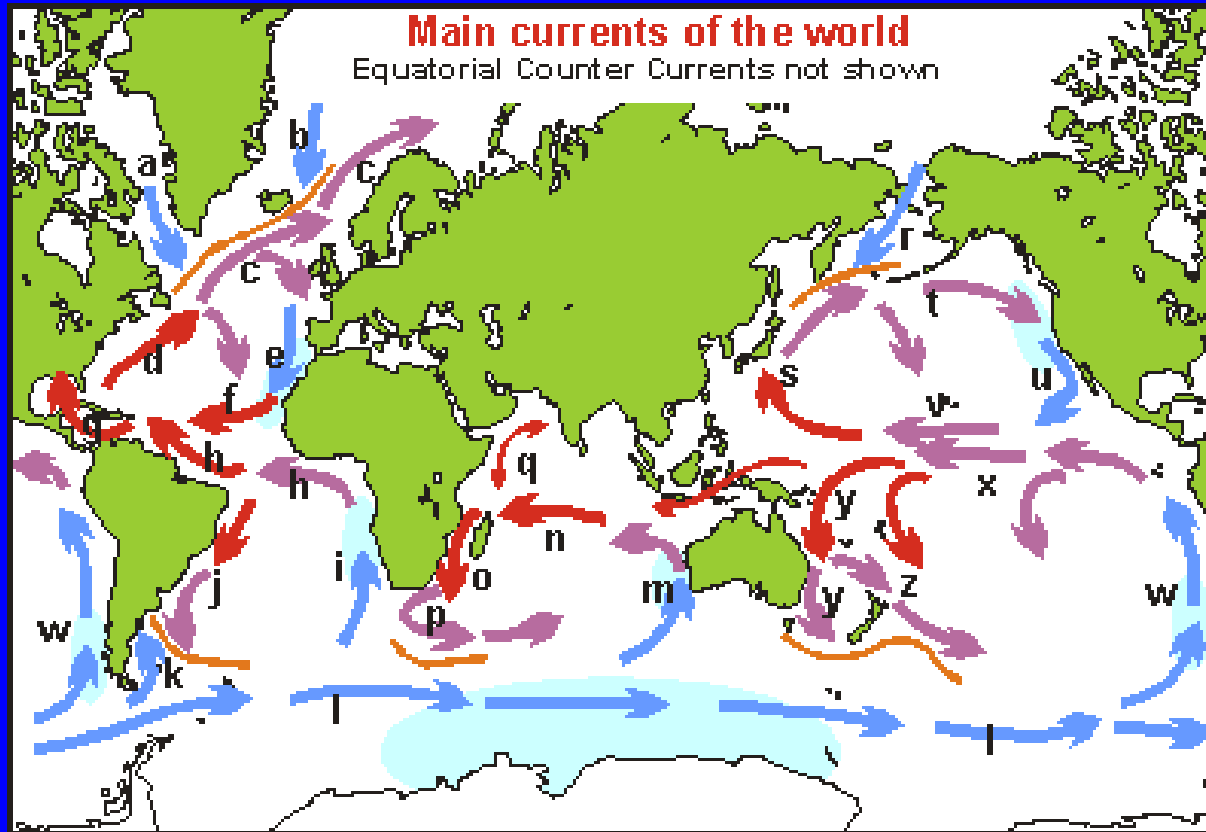 Main currents of the world
Equatorial Counter Currents not shown
b
a
c
c
r
t
d
e
s
u
f
g
h
q
h
x
y
n
j
i
o
m
z
p
y
w
w
k
l
l